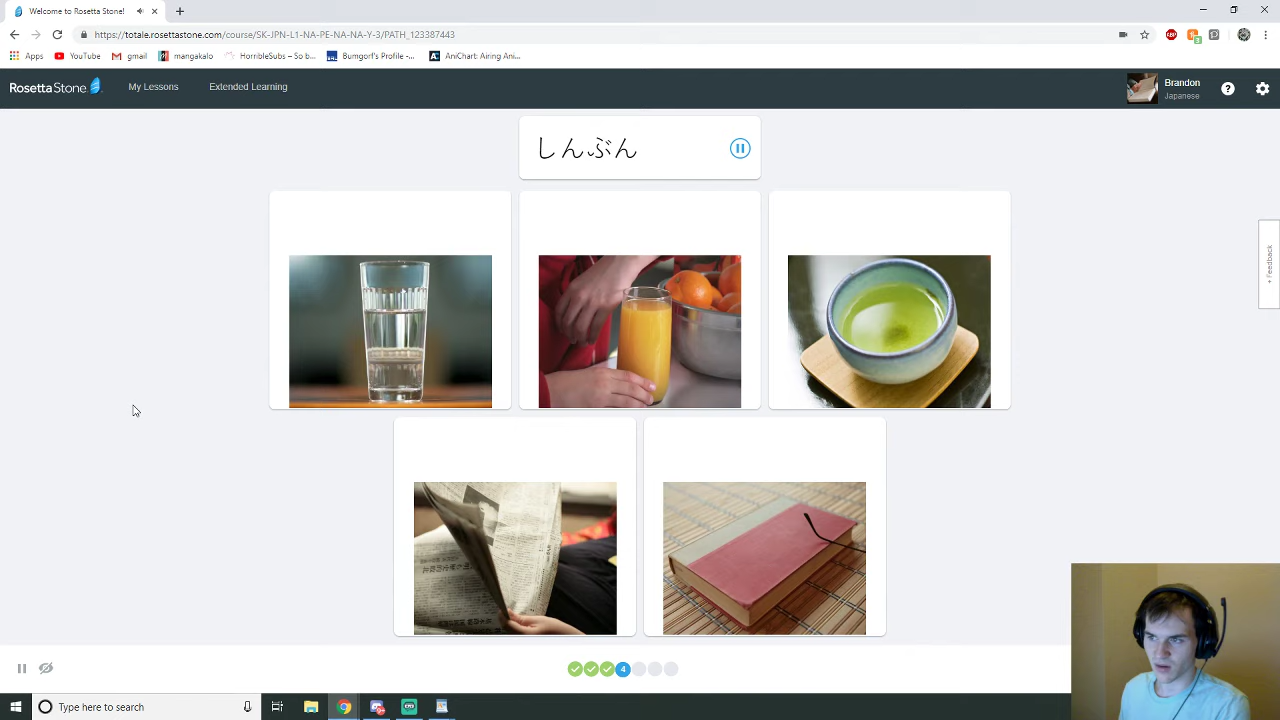 Welcome to Rosetta Stone!
https://totale.rosettastone.com/course/SK-JPN-L1-NA-PE-NA-NA-Y-3/PATH_123387443
Apps
YouTube
gmail
mangakalo
HorribleSubs – So b...
Bumgorf's Profile -...
AniChart: Airing Ani...
RosettaStone
My Lessons
Extended Learning
Brandon
Japanese
しんぶん
+ Feedback
4
Type here to search